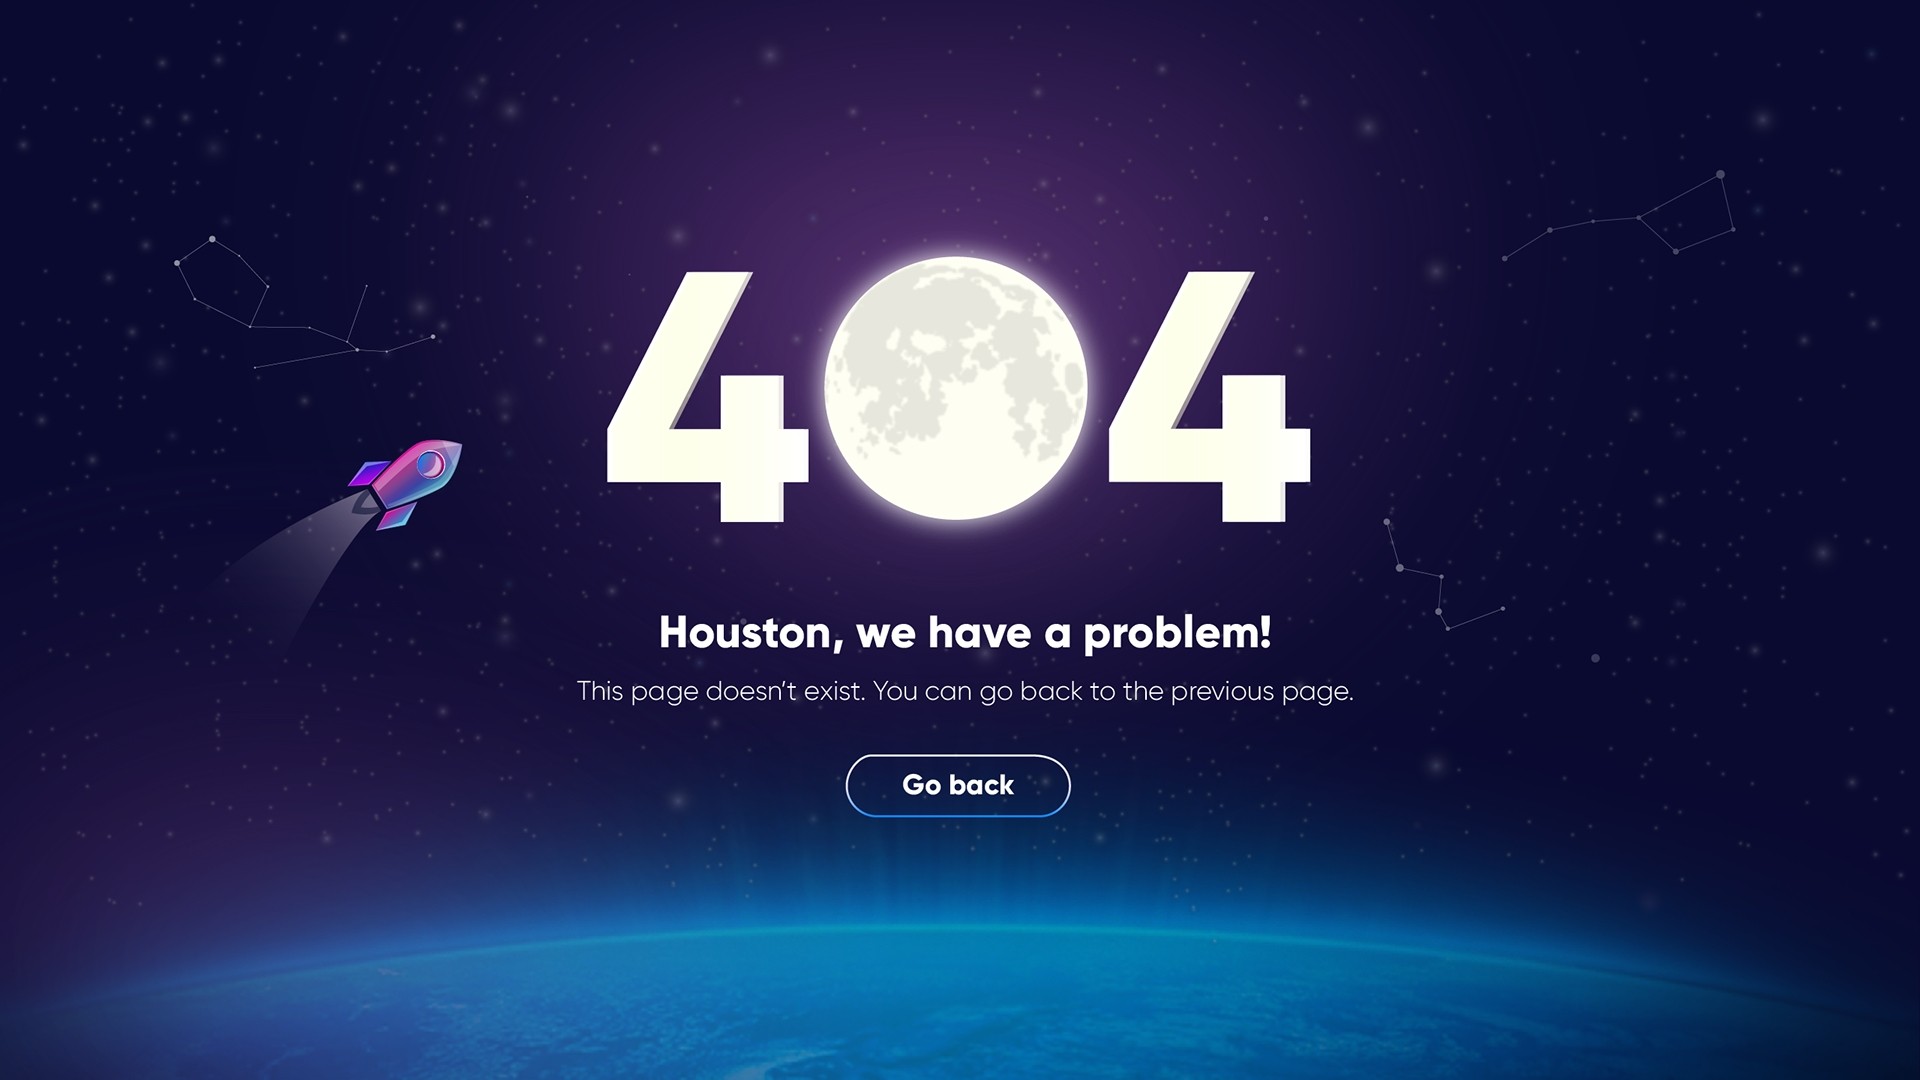 404
Houston, we have a problem!
This page doesn’t exist. You can go back to the previous page.
Go back